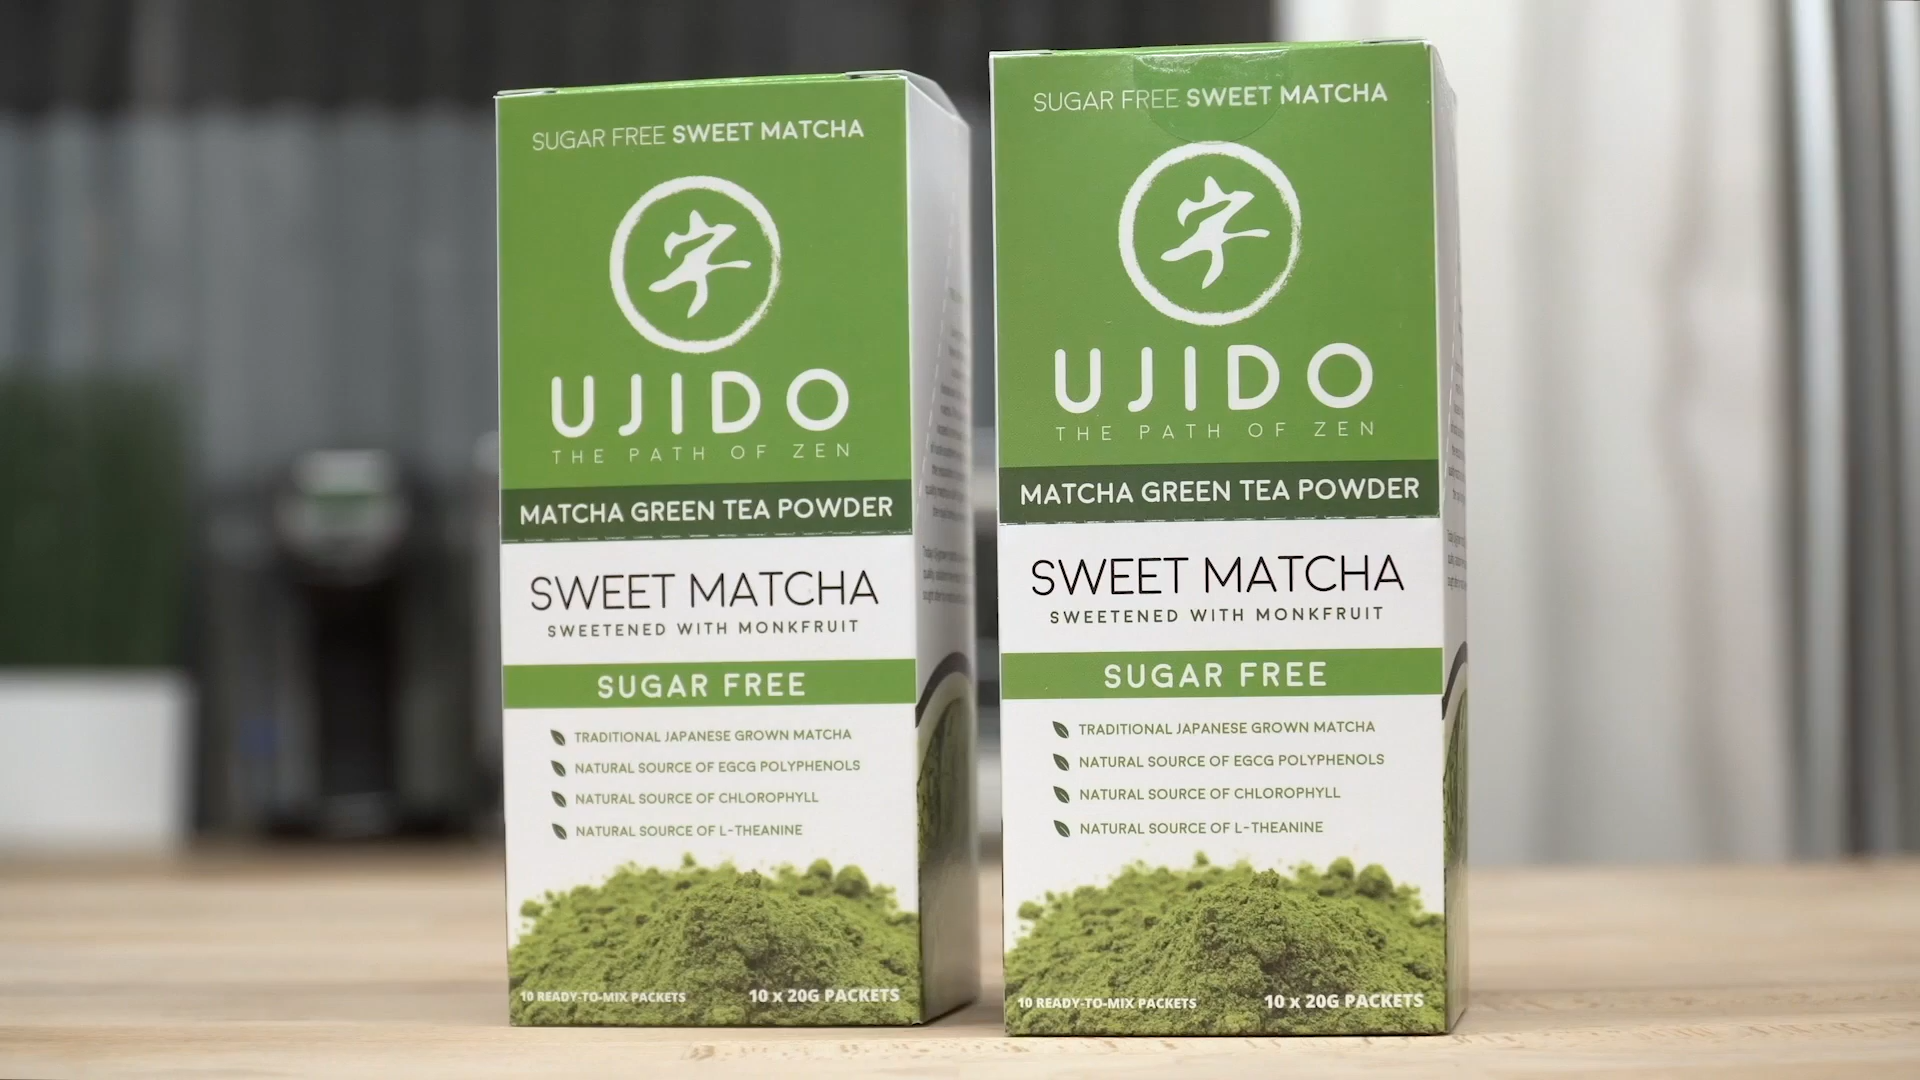 SUGAR FREE SWEET MATCHA
字
UJIDO
THE PATH OF ZEN
MATCHA GREEN TEA POWDER
SWEET MATCHA
SWEETENED WITH MONKFRUIT
SUGAR FREE
TRADITIONAL JAPANESE GROWN MATCHA
NATURAL SOURCE OF EGCG POLYPHENOLS
NATURAL SOURCE OF CHLOROPHYLL
NATURAL SOURCE OF L-THEANINE
10 READY-TO-MIX PACKETS
10 x 20G PACKETS
SUGAR FREE SWEET MATCHA
字
UJIDO
THE PATH OF ZEN
MATCHA GREEN TEA POWDER
SWEET MATCHA
SWEETENED WITH MONKFRUIT
SUGAR FREE
TRADITIONAL JAPANESE GROWN MATCHA
NATURAL SOURCE OF EGCG POLYPHENOLS
NATURAL SOURCE OF CHLOROPHYLL
NATURAL SOURCE OF L-THEANINE
10 READY-TO-MIX PACKETS
10 x 20G PACKETS